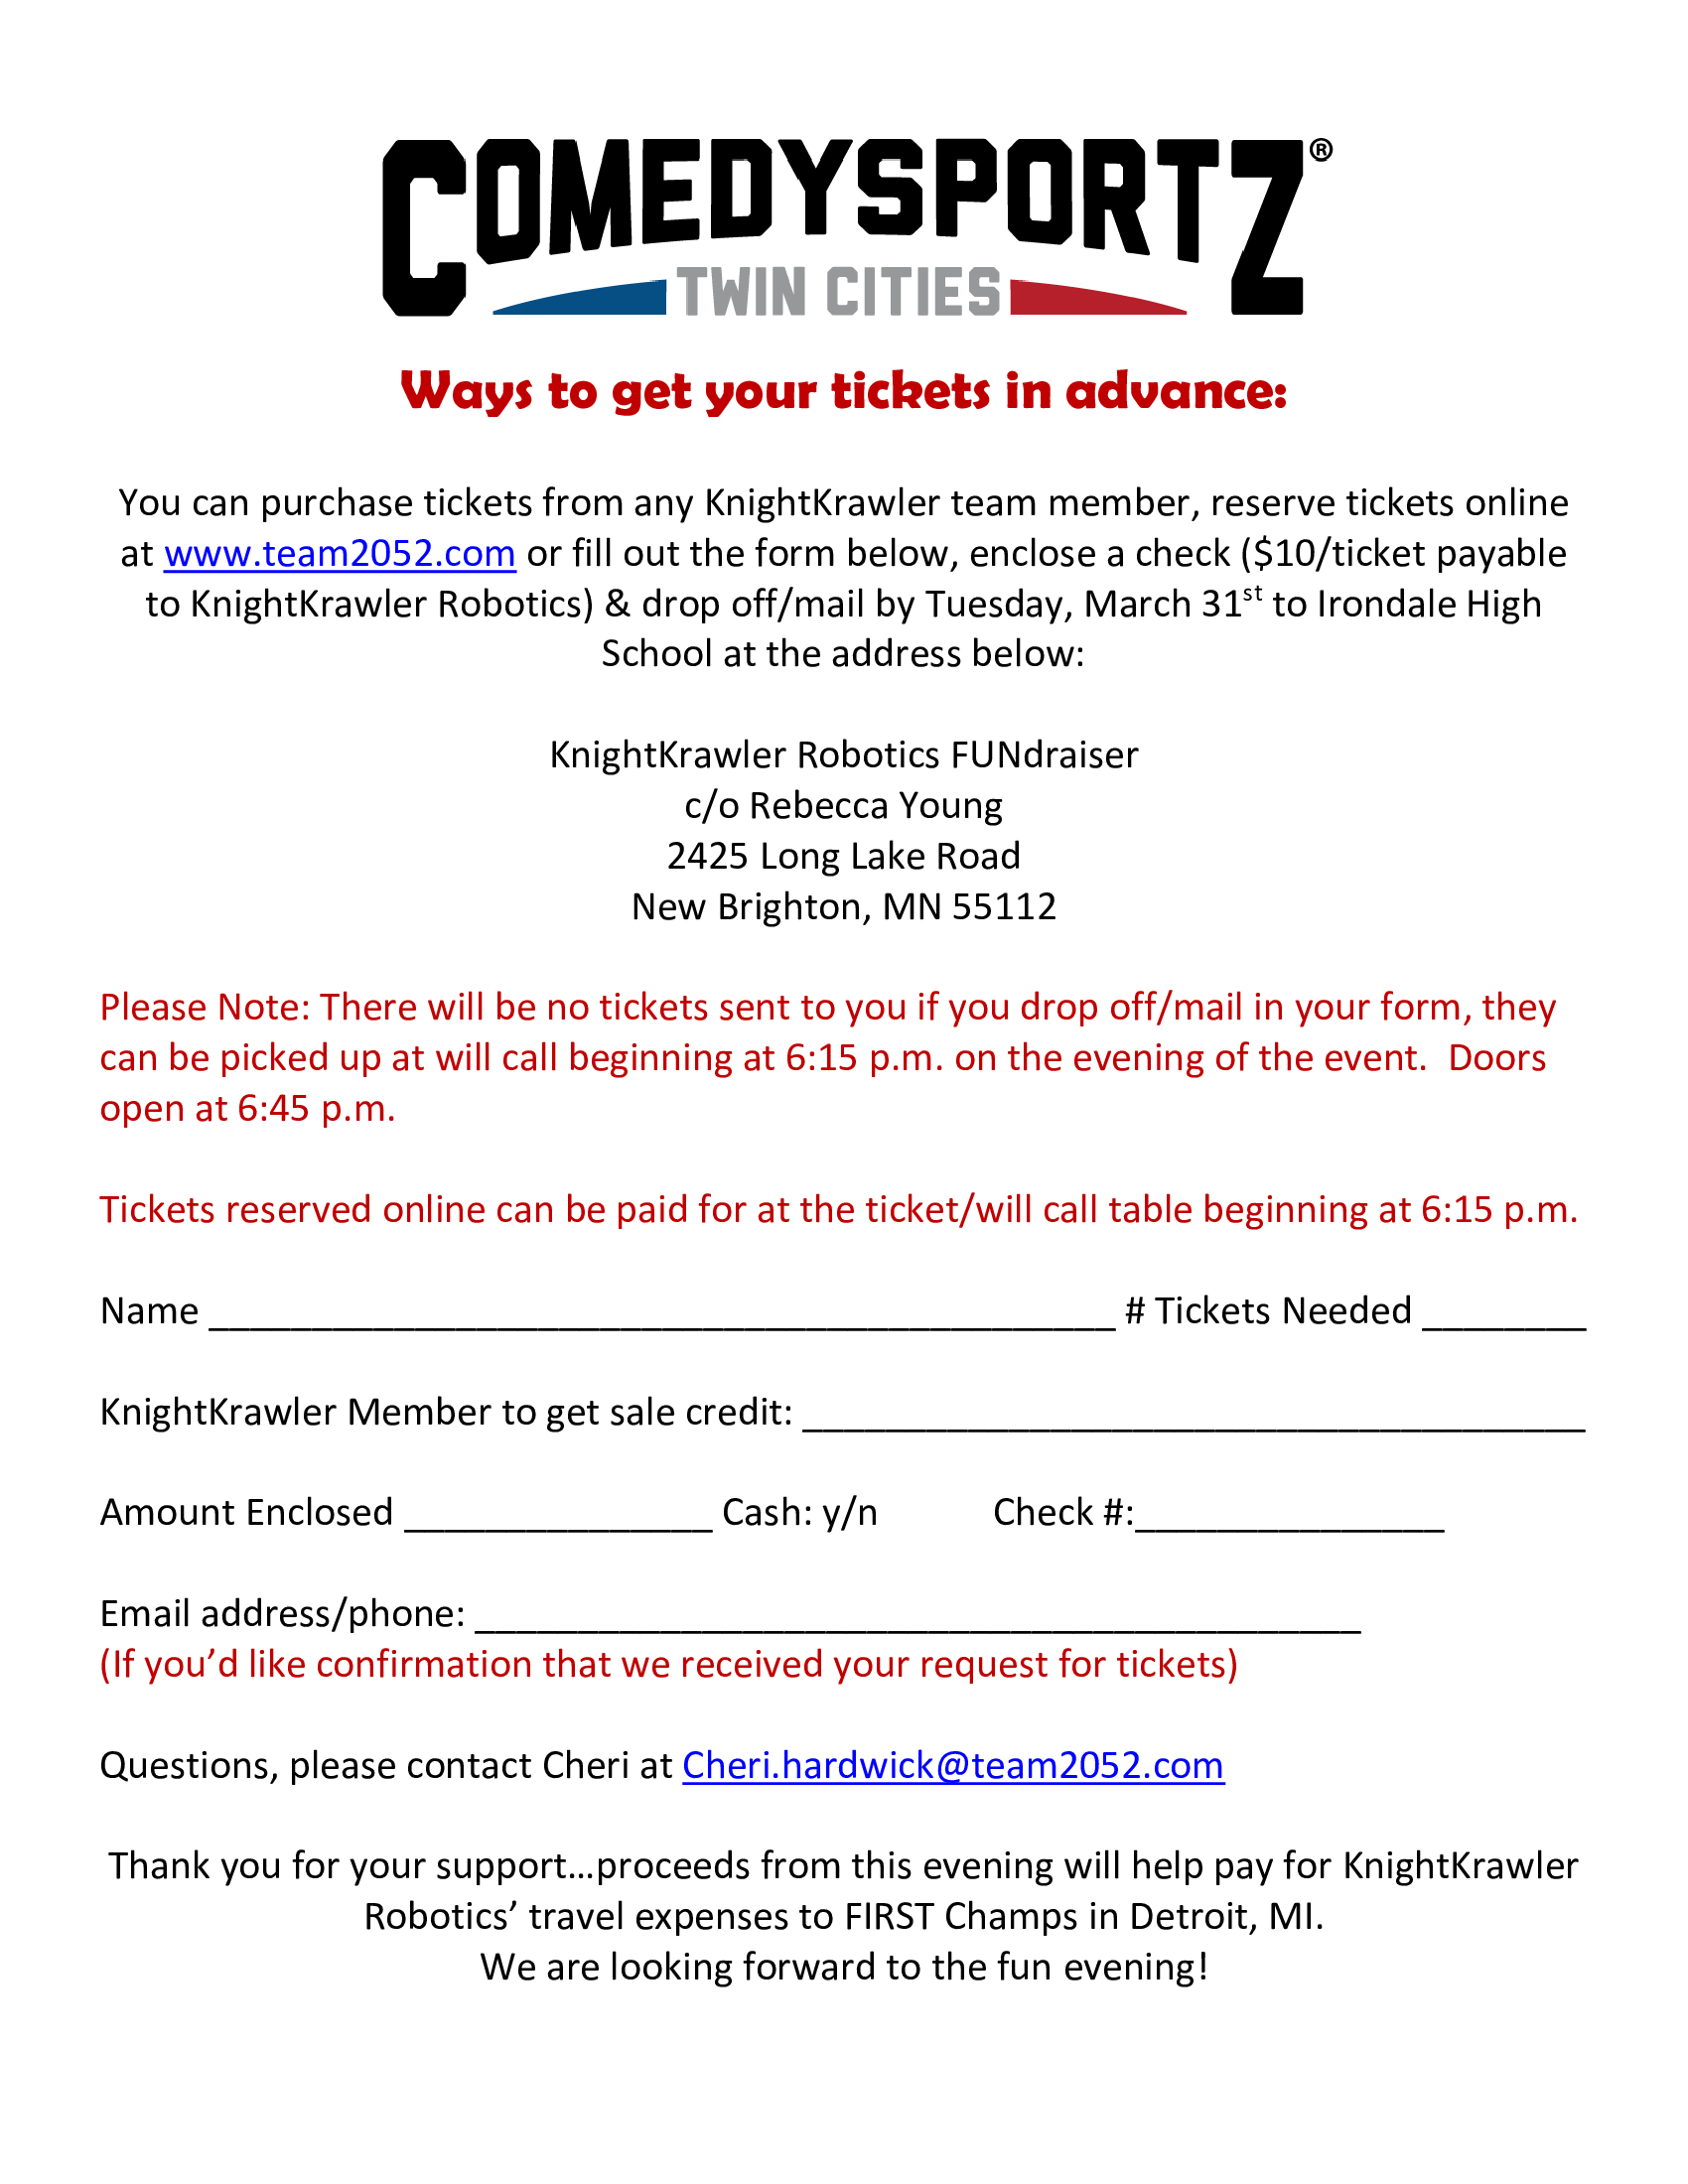 COMEDYSPORTZ®
TWIN CITIES
Ways to get your tickets in advance:
You can purchase tickets from any KnightKrawler team member, reserve tickets online
at www.team2052.com or fill out the form below, enclose a check ($10/ticket payable
to KnightKrawler Robotics) & drop off/mail by Tuesday, March 31st to Irondale High
School at the address below:
KnightKrawler Robotics FUNdraiser
c/o Rebecca Young
2425 Long Lake Road
New Brighton, MN 55112
Please Note: There will be no tickets sent to you if you drop off/mail in your form, they
can be picked up at will call beginning at 6:15 p.m. on the evening of the event.  Doors
open at 6:45 p.m.
Tickets reserved online can be paid for at the ticket/will call table beginning at 6:15 p.m.
Name ____________________________________________ # Tickets Needed ________
KnightKrawler Member to get sale credit: ______________________________________
Amount Enclosed _______________ Cash: y/n Check #:_______________
Email address/phone: ___________________________________________
(If you’d like confirmation that we received your request for tickets)
Questions, please contact Cheri at Cheri.hardwick@team2052.com
Thank you for your support…proceeds from this evening will help pay for KnightKrawler
Robotics’ travel expenses to FIRST Champs in Detroit, MI.
We are looking forward to the fun evening!